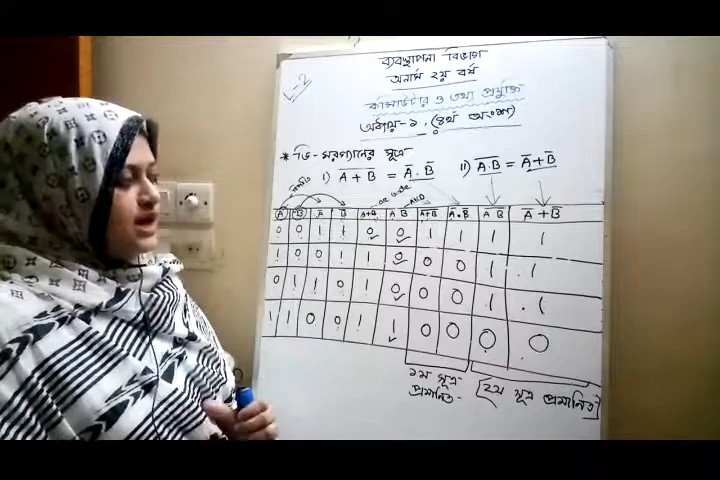 L-2
ব্যবস্থাপনা বিভাগ
অনার্স ২য় বর্ষ
কম্পিউটার ও তথ্য প্রযুক্তি
অধ্যায়-১ (৪র্থ অংশ)
* ডি-মরগ্যানের সূত্র
i) A̅+̅B̅ = A̅ . B̅ ii) A̅.̅B̅ = A̅ + B̅
AND
A B A̅ B̅ A+B A B A̅+̅B̅ A̅.B̅ A̅ ̅B̅ A̅ + B̅
0 0 1 1 0 0 1 1 1 1
1 0 0 1 1 0 0 0 1 1
0 1 1 0 1 0 0 0 1 1
1 1 0 0 1 1 0 0 0 0
১ম সূত্র
প্রমাণিত
[২য় সূত্র প্রমাণিত]